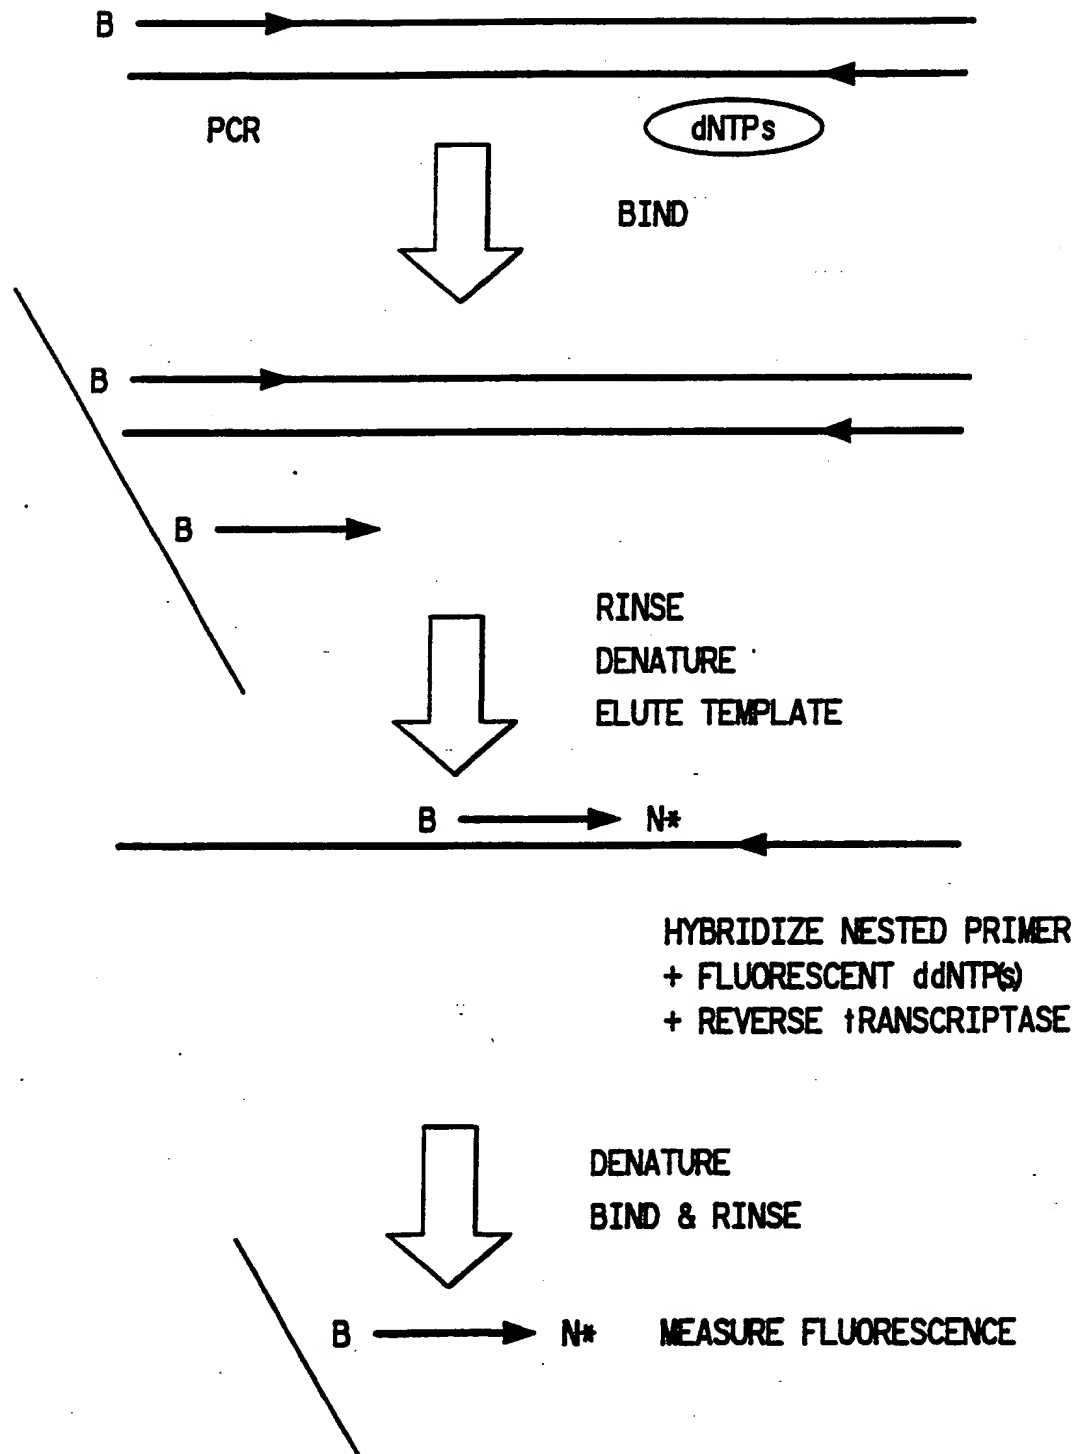 B
PCR
dNTPs
BIND
B
B
RINSE
DENATURE
ELUTE TEMPLATE
B N*
HYBRIDIZE NESTED PRIMER
+ FLUORESCENT ddNTP(s)
+ REVERSE tRANSCRIPTASE
DENATURE
BIND & RINSE
B N* MEASURE FLUORESCENCE